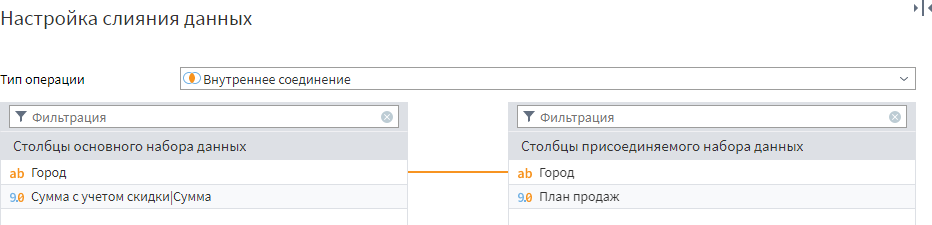 Настройка слияния данных
Тип операции
Внутреннее соединение
Фильтрация
Фильтрация
Столбцы основного набора данных
Столбцы присоединяемого набора данных
ab Город
ab Город
9.0 Сумма с учетом скидки|Сумма
9.0 План продаж